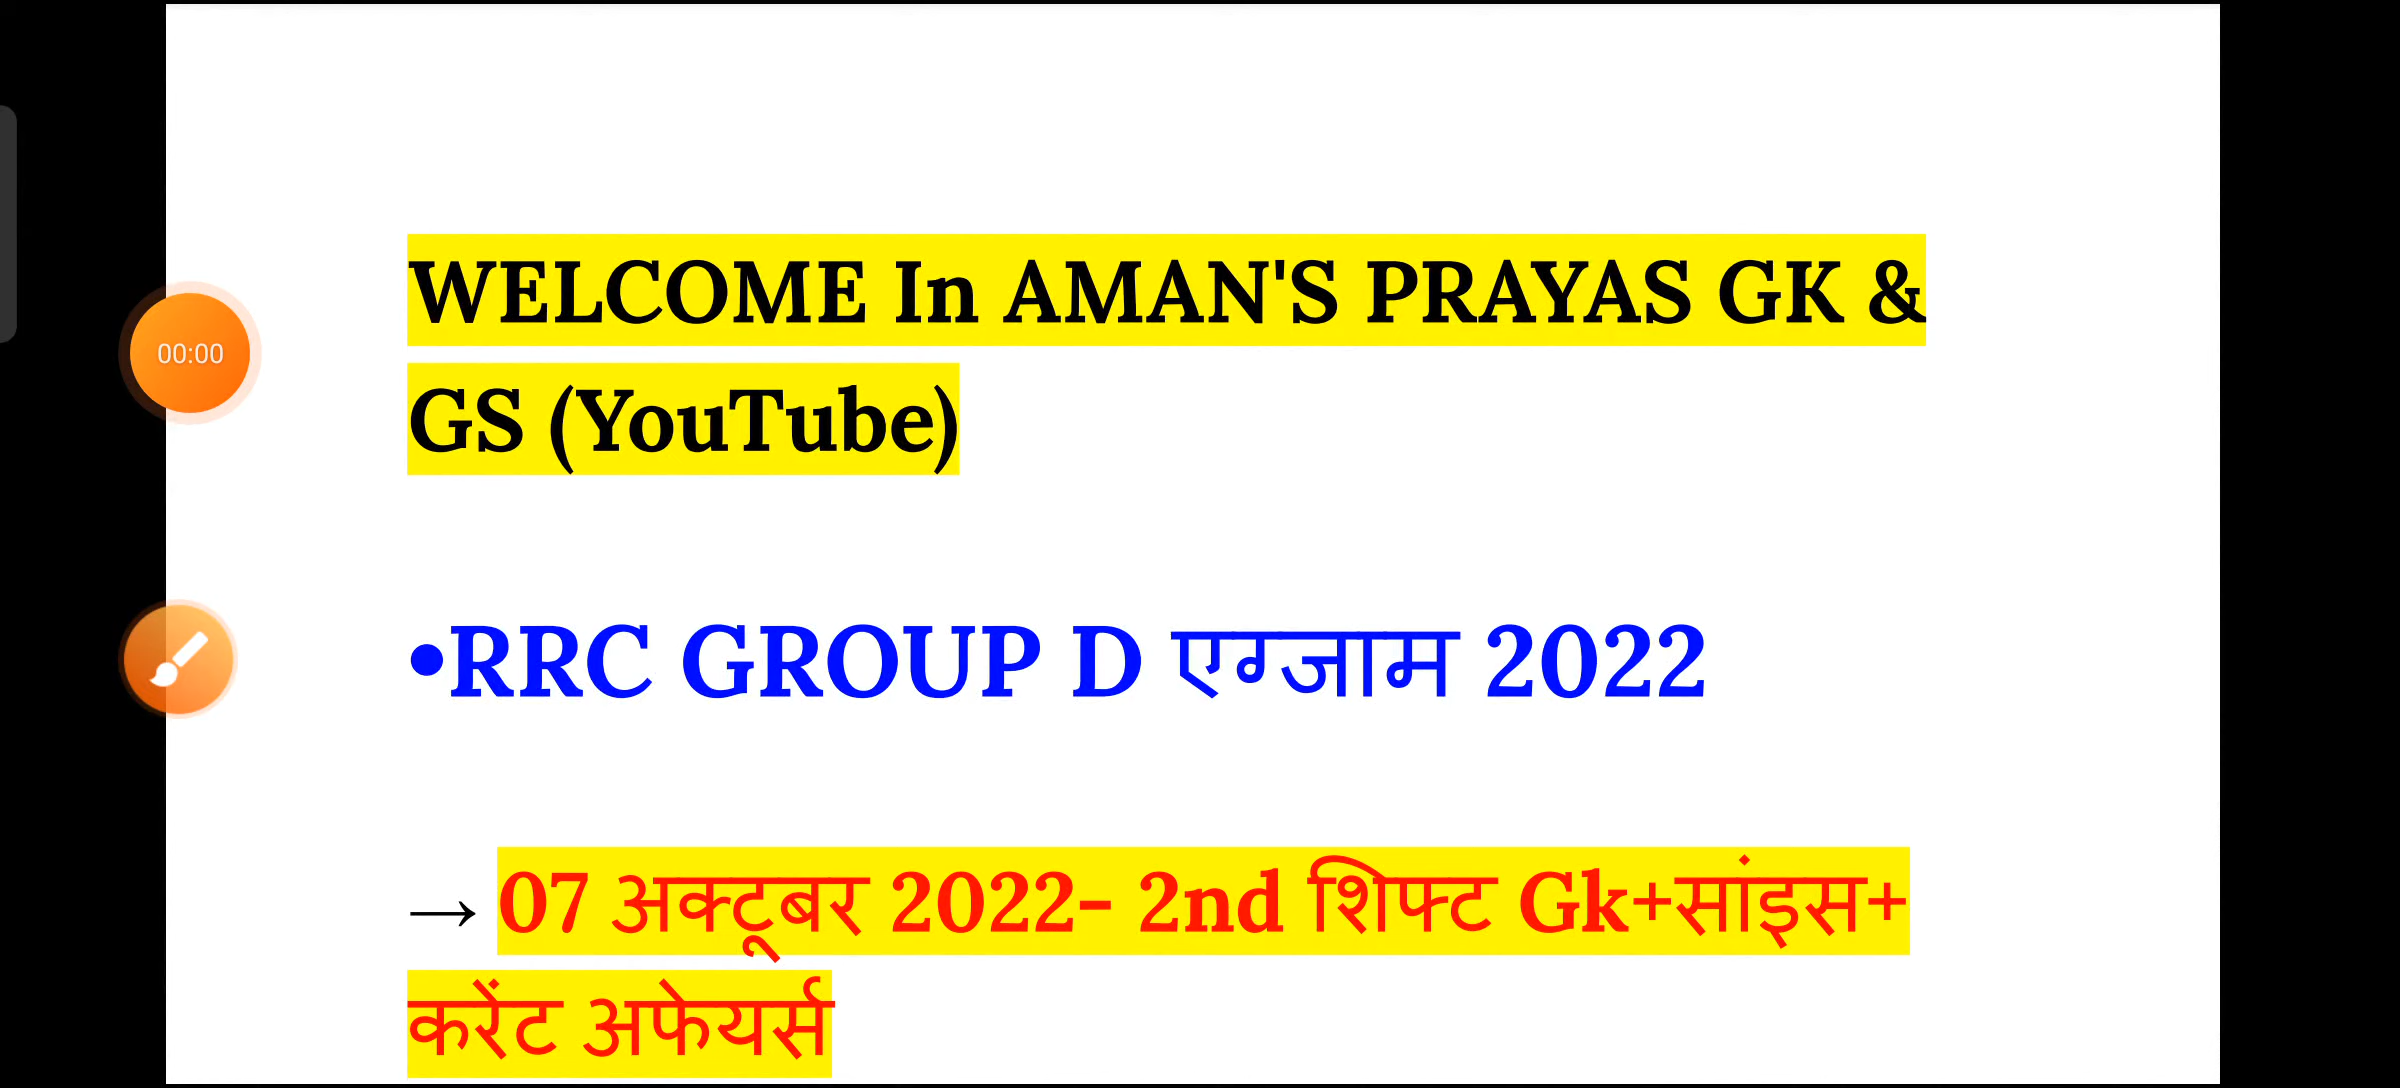 WELCOME In AMAN'S PRAYAS GK &
GS (YouTube)
00:00
•RRC GROUP D एग्जाम 2022
→ 07 अक्टूबर 2022- 2nd शिफ्ट Gk+सांइस+
करेंट अफेयर्स